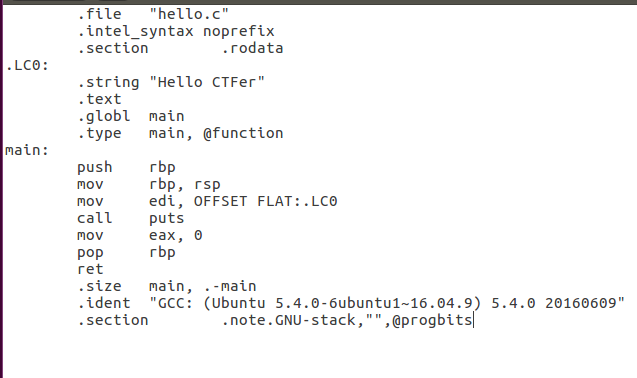 .file "hello.c"
.intel_syntax noprefix
.section .rodata
.LC0:
.string "Hello CTFer"
.text
.globl main
.type main, @function
main:
push rbp
mov rbp, rsp
mov edi, OFFSET FLAT:.LC0
call puts
mov eax, 0
pop rbp
ret
.size main, .-main
.ident "GCC: (Ubuntu 5.4.0-6ubuntu1~16.04.9) 5.4.0 20160609"
.section .note.GNU-stack,"",@progbits